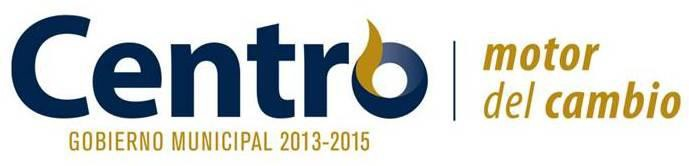 Centro
GOBIERNO MUNICIPAL 2013-2015
motor
del cambio